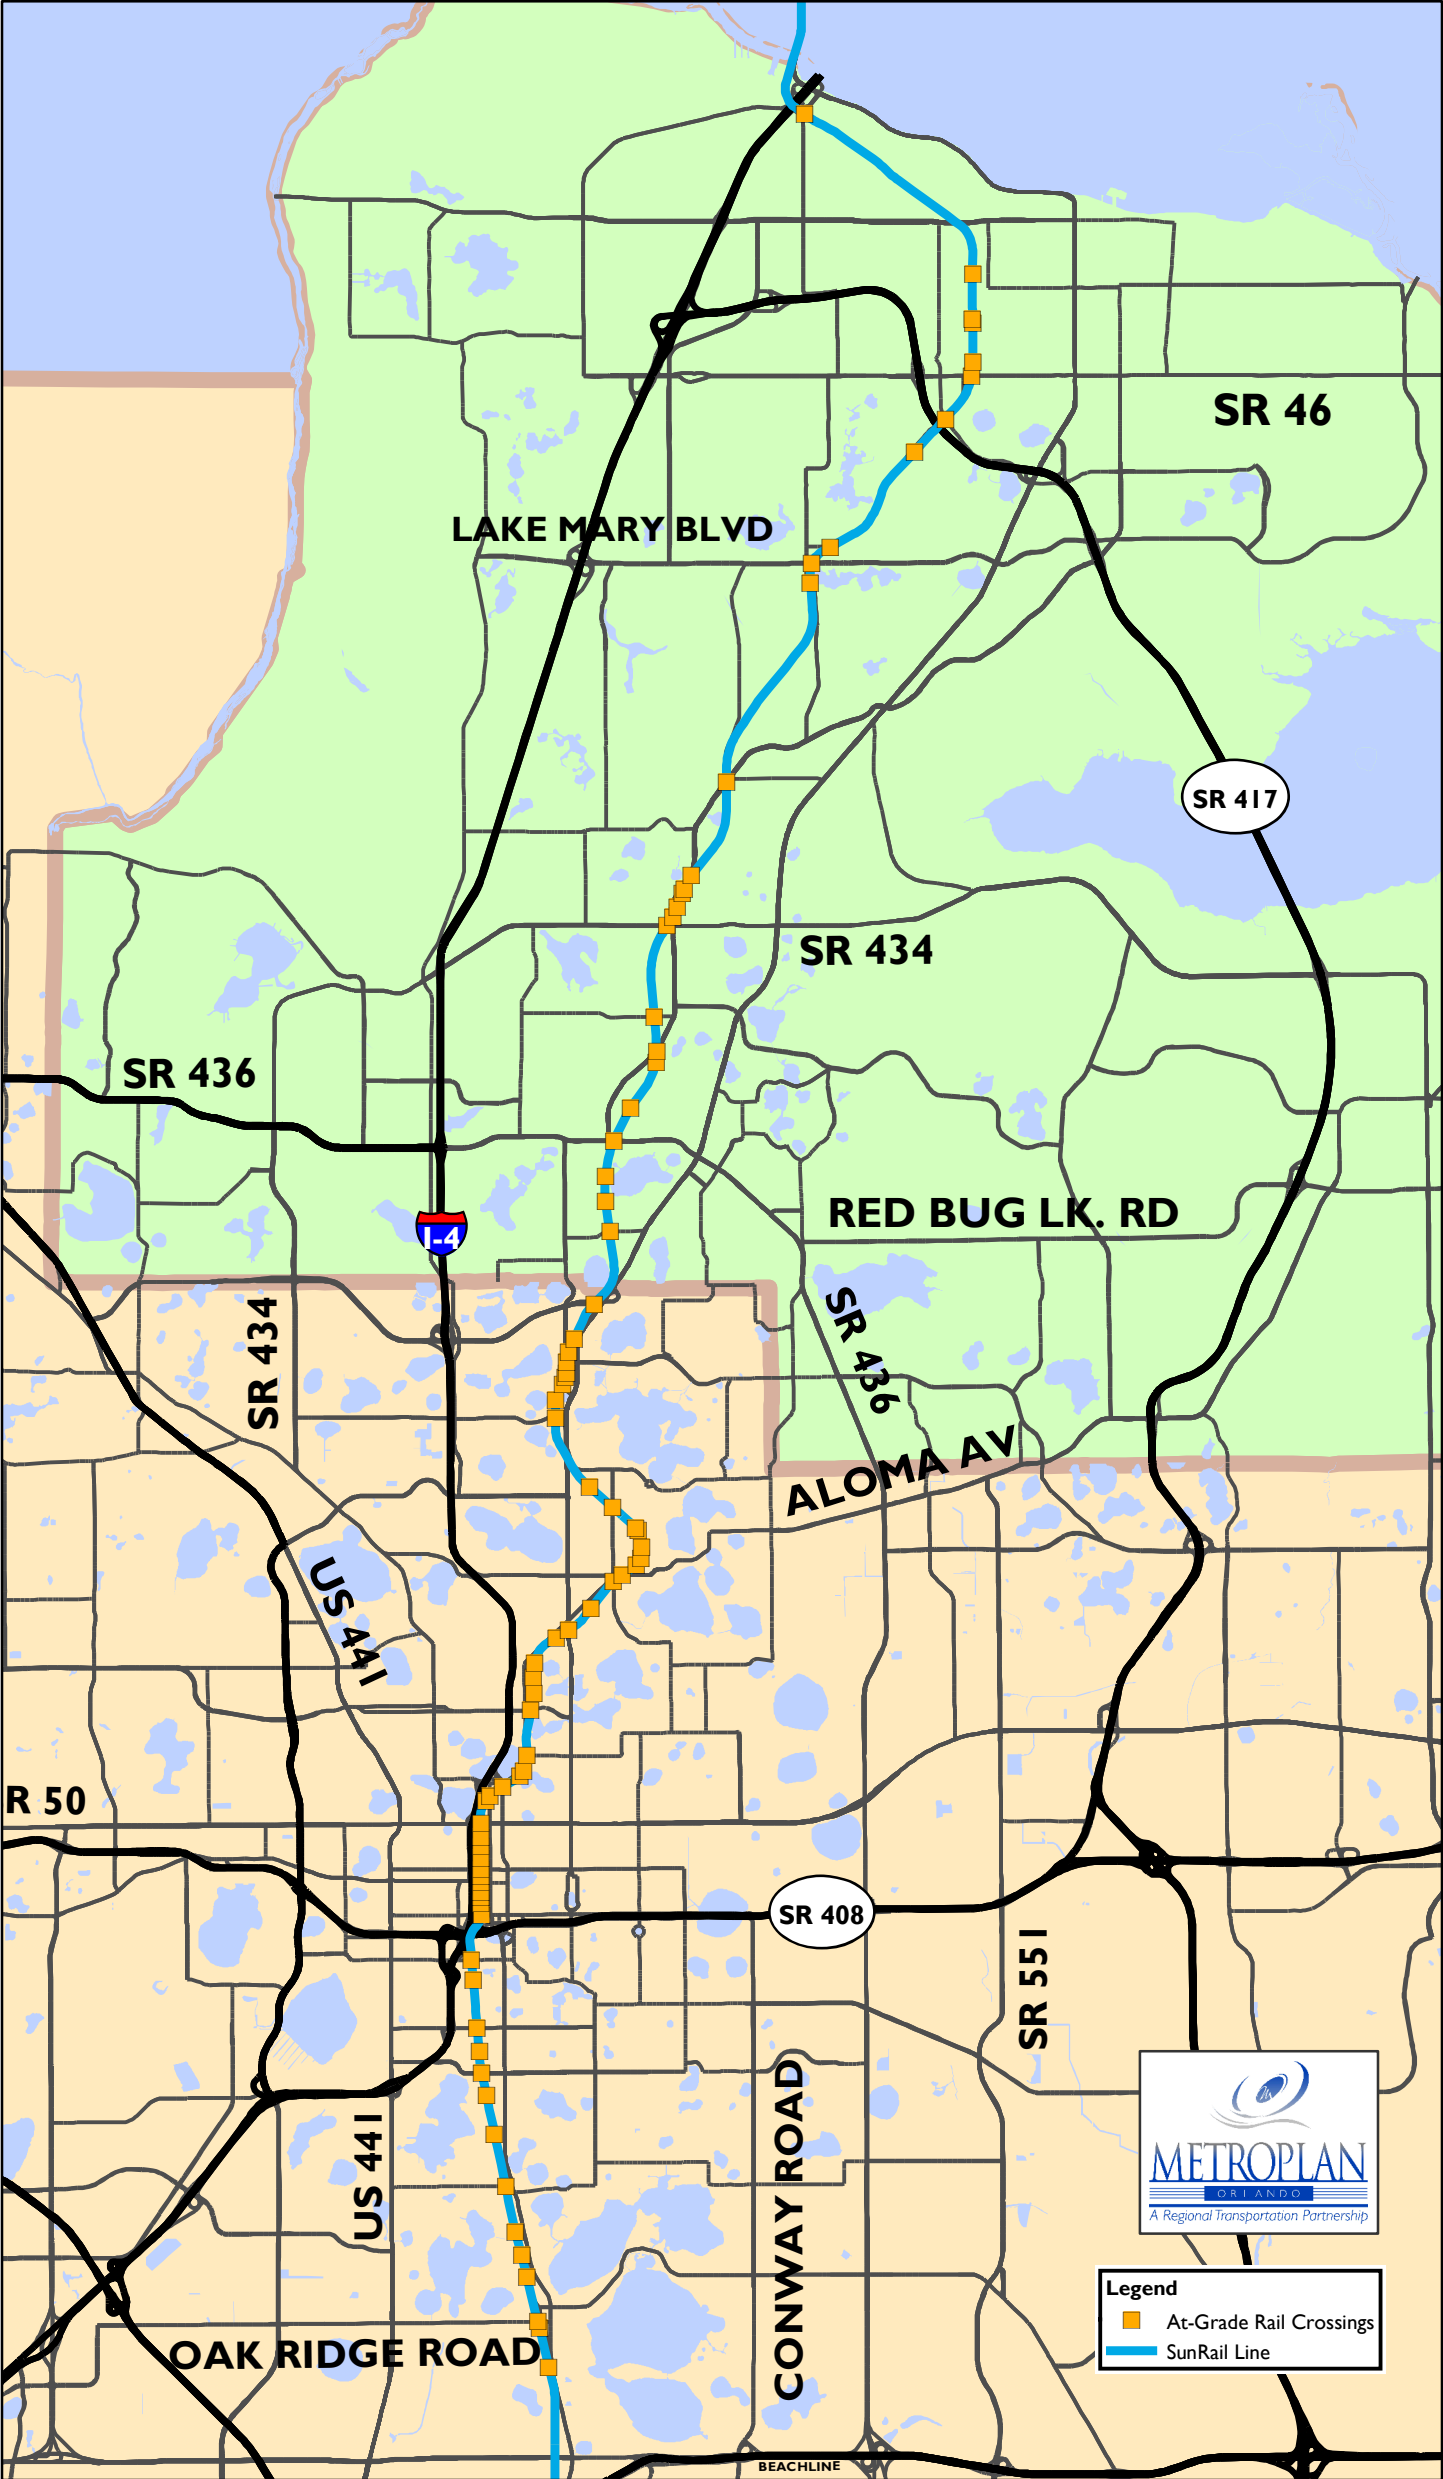 SR 46
LAKE MARY BLVD
SR 417
SR 434
SR 436
RED BUG LK. RD
I-4
SR 434
SR 436
ALOMA AV
US 441
R 50
SR 408
SR 551
METROPLAN
ORLANDO
A Regional Transportation Partnership
US 441
CONWAY ROAD
Legend
At-Grade Rail Crossings
SunRail Line
OAK RIDGE ROAD
BEACHLINE